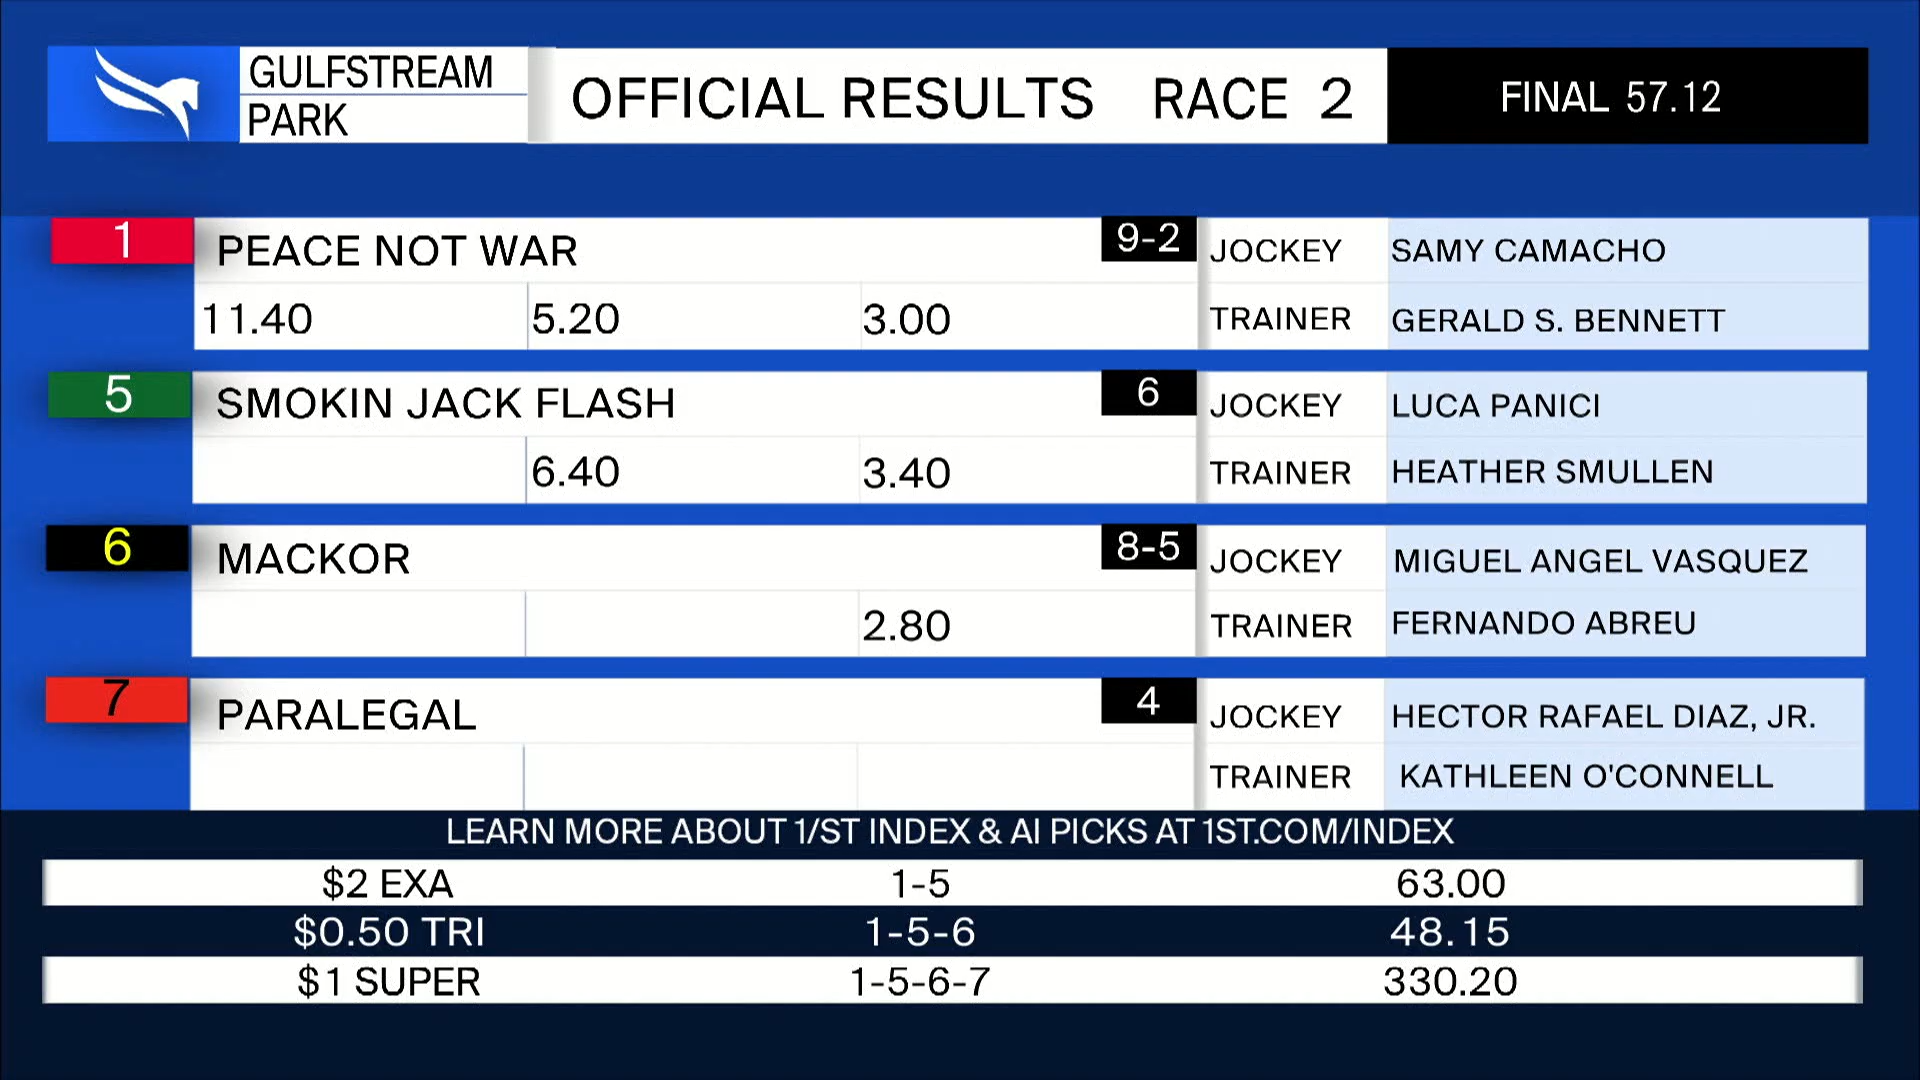 GULFSTREAM
PARK
OFFICIAL RESULTS RACE 2
FINAL 57.12
1 PEACE NOT WAR 9-2 JOCKEY SAMY CAMACHO
11.40 5.20 3.00 TRAINER GERALD S. BENNETT
5 SMOKIN JACK FLASH 6 JOCKEY LUCA PANICI
6.40 3.40 TRAINER HEATHER SMULLEN
6 MACKOR 8-5 JOCKEY MIGUEL ANGEL VASQUEZ
2.80 TRAINER FERNANDO ABREU
7 PARALEGAL 4 JOCKEY HECTOR RAFAEL DIAZ, JR.
TRAINER KATHLEEN O'CONNELL
LEARN MORE ABOUT 1/ST INDEX & AI PICKS AT 1ST.COM/INDEX
$2 EXA 1-5 63.00
$0.50 TRI 1-5-6 48.15
$1 SUPER 1-5-6-7 330.20